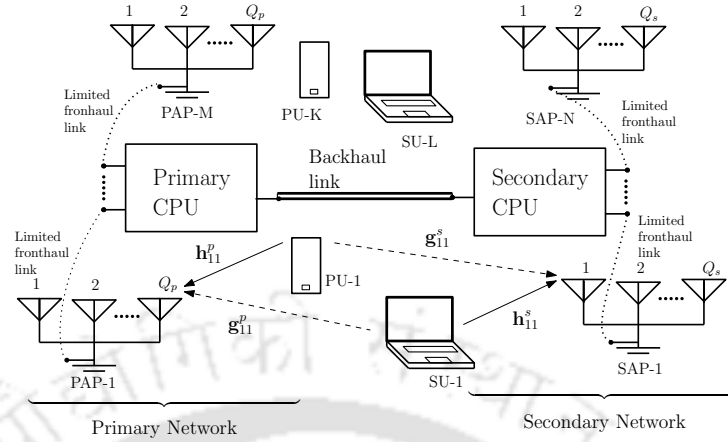 1 2 Q_p
1 2 Q_s
Limited
fronhaul
link
PAP-M
PU-K
SU-L
SAP-N
Limited
fronthaul
link
Primary
CPU
Backhaul
link
Secondary
CPU
Limited
fronthaul
link
h^p_11
g^s_11
Limited
fronthaul
link
1 2 Q_p
PU-1
1 2 Q_s
g^p_11
h^s_11
PAP-1
SU-1
SAP-1
Primary Network
Secondary Network